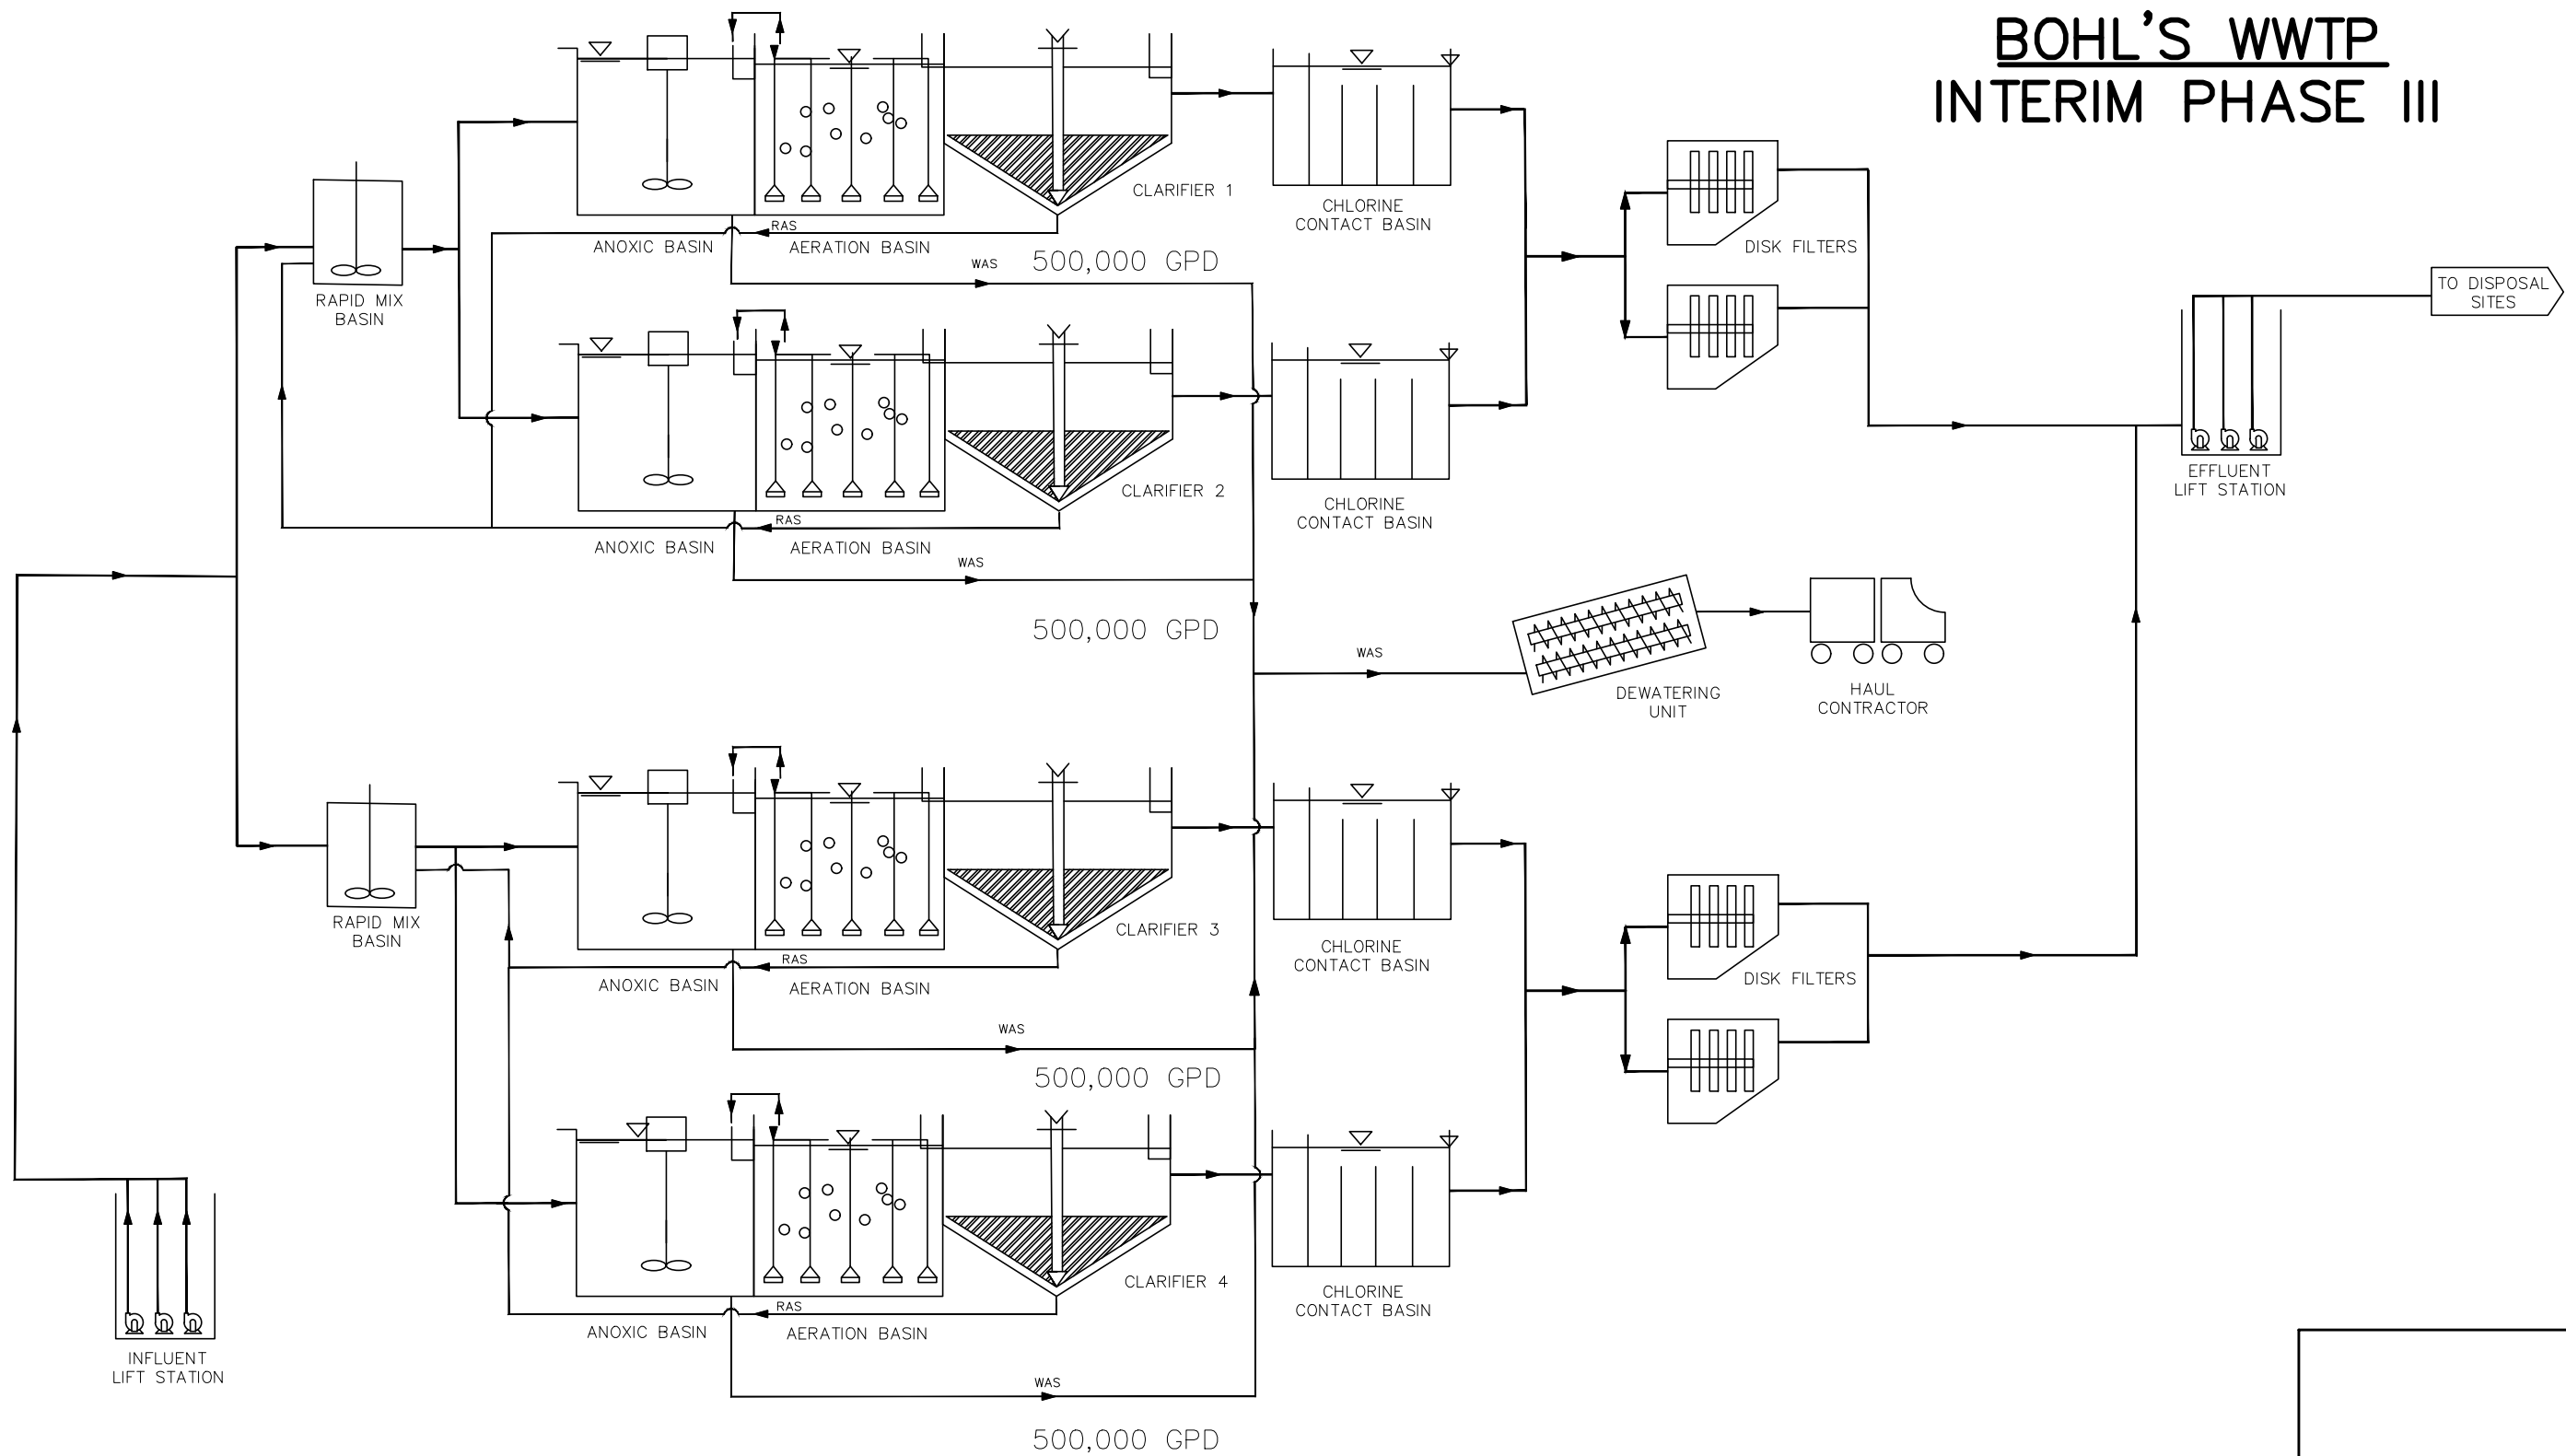 BOHL'S WWTP
INTERIM PHASE III
CLARIFIER 1
CHLORINE
CONTACT BASIN
RAS
ANOXIC BASIN
AERATION BASIN
DISK FILTERS
WAS
500,000 GPD
RAPID MIX
BASIN
TO DISPOSAL
SITES
CLARIFIER 2
CHLORINE
CONTACT BASIN
EFFLUENT
LIFT STATION
RAS
ANOXIC BASIN
AERATION BASIN
WAS
500,000 GPD
WAS
DEWATERING
UNIT
HAUL
CONTRACTOR
RAPID MIX
BASIN
CLARIFIER 3
CHLORINE
CONTACT BASIN
RAS
ANOXIC BASIN
AERATION BASIN
DISK FILTERS
WAS
500,000 GPD
CLARIFIER 4
CHLORINE
CONTACT BASIN
RAS
ANOXIC BASIN
AERATION BASIN
INFLUENT
LIFT STATION
WAS
500,000 GPD